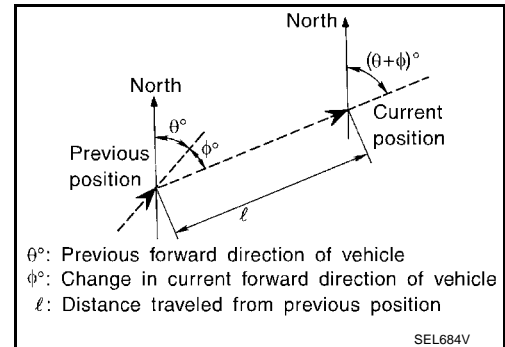 North
(θ+φ)°
North
θ°
φ°
Previous
position
Current
position
ℓ
θ°: Previous forward direction of vehicle
φ°: Change in current forward direction of vehicle
ℓ: Distance traveled from previous position
SEL684V